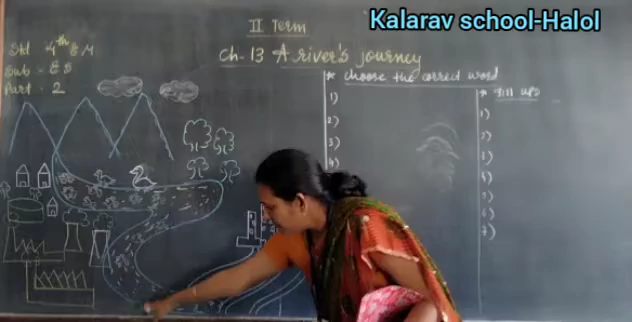 Kalarav school-Halol
II Term
Std 4th E.M.
Sub - ES
Part - 2
Ch-13 A river's journey
* choose the correct word
1)
2)
3)
4)
* Fill ups
1)
2)
3)
4)
5)
6)
7)